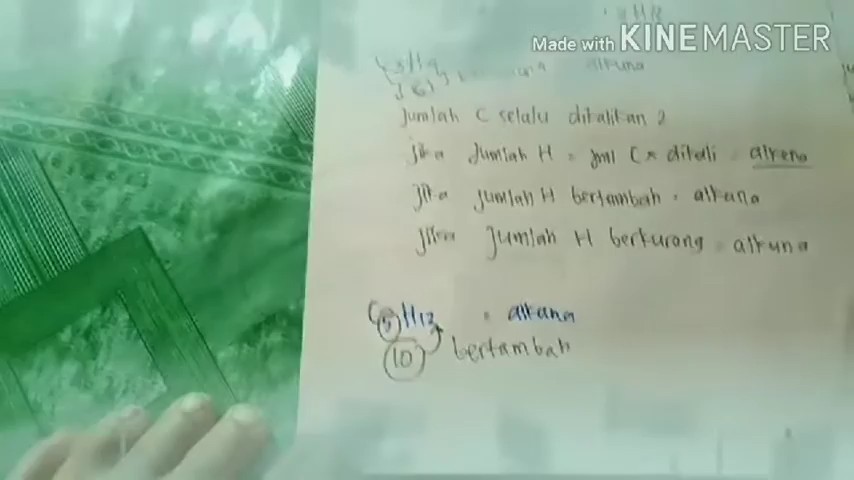 Made with KINEMASTER
alkuna
Jumlah C selalu dikalikan 2
jika Jumlah H = jml C x dikali = alkena
jika jumlah H bertambah = alkana
jika Jumlah H berkurang = alkuna
C5H12 = alkana
10 bertambah